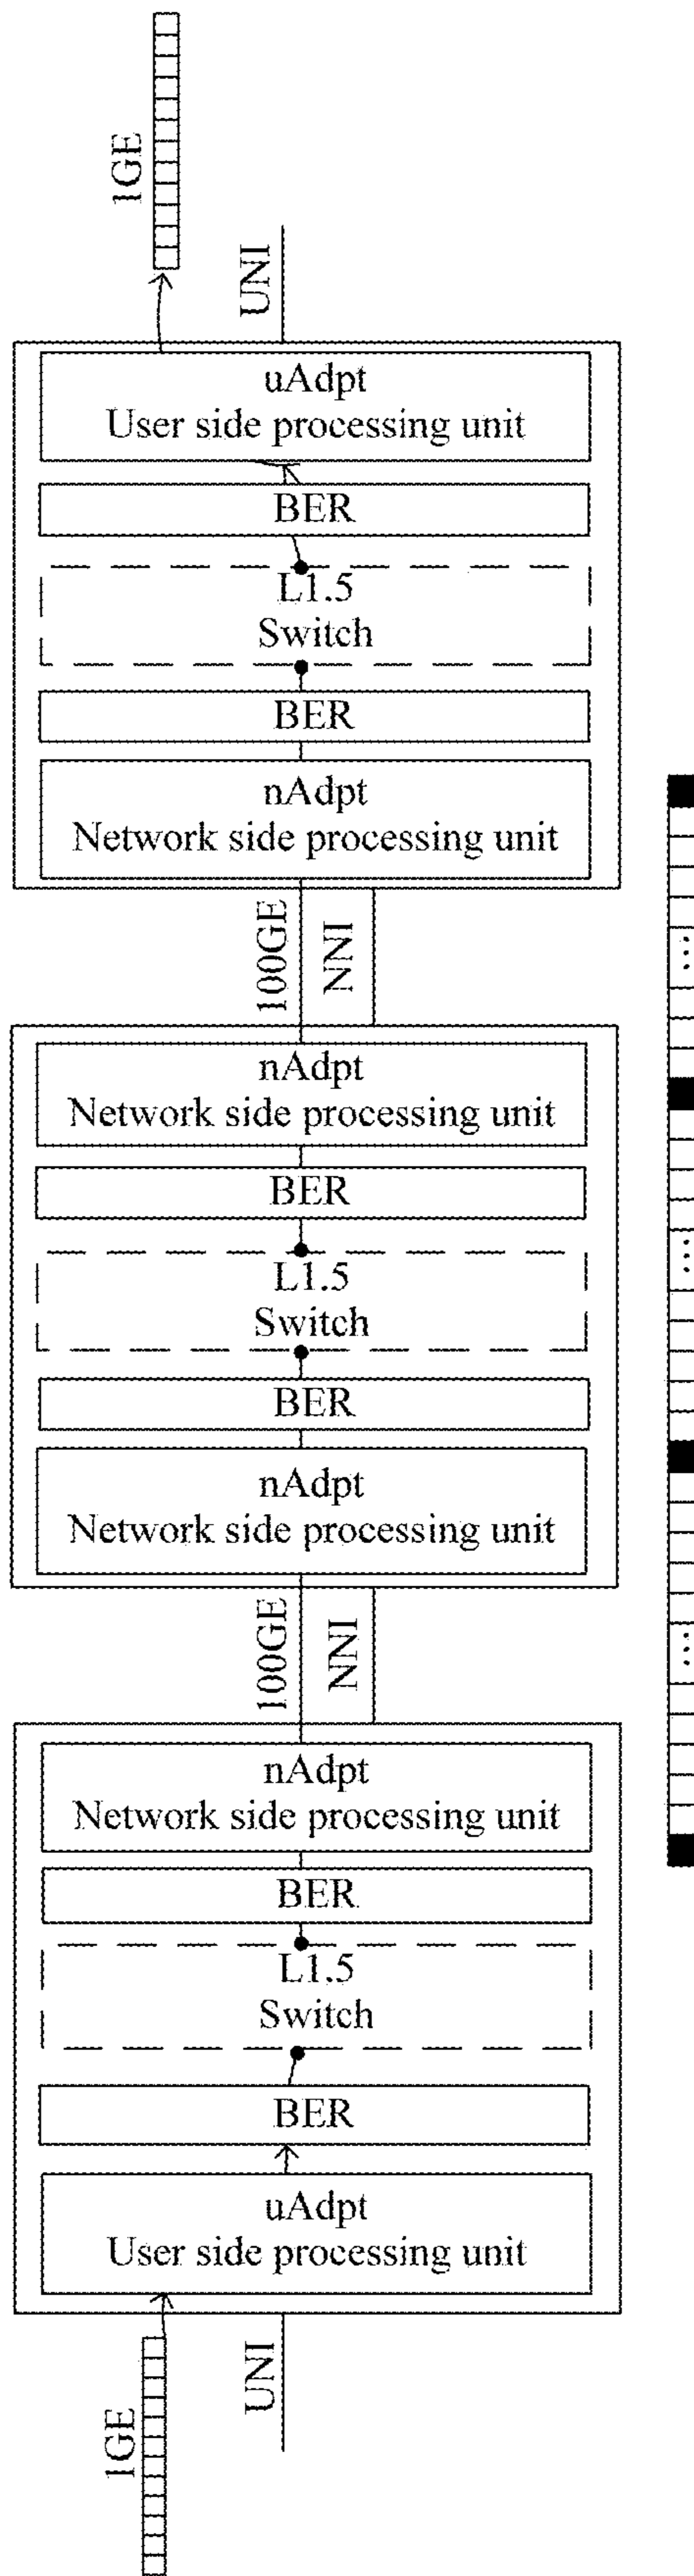 1GE
UNI
uAdpt
User side processing unit
BER
L1.5
Switch
BER
nAdpt
Network side processing unit
100GE
NNI
nAdpt
Network side processing unit
BER
L1.5
Switch
BER
nAdpt
Network side processing unit
100GE
NNI
nAdpt
Network side processing unit
BER
L1.5
Switch
BER
uAdpt
User side processing unit
UNI
1GE